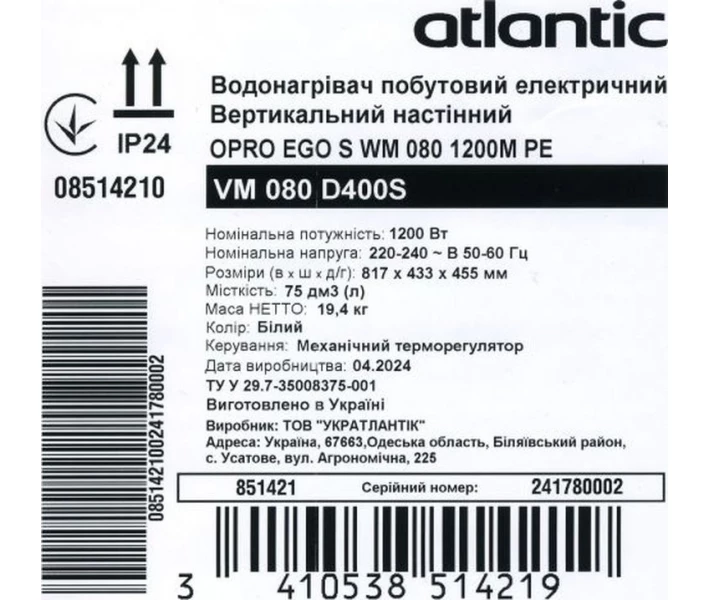 atlantic
Водонагрівач побутовий електричний
Вертикальний настінний
IP24
OPRO EGO S WM 080 1200M PE
08514210
VM 080 D400S
Номінальна потужність: 1200 Вт
Номінальна напруга: 220-240 ~ В 50-60 Гц
Розміри (в х ш х д/г): 817 х 433 х 455 мм
Місткість: 75 дм3 (л)
Маса НЕТТО: 19,4 кг
Колір: Білий
Керування: Механічний терморегулятор
Дата виробництва: 04.2024
ТУ У 29.7-35008375-001
Виготовлено в Україні
Виробник: ТОВ "УКРАТЛАНТІК"
Адреса: Україна, 67663,Одеська область, Біляївський район,
с. Усатове, вул. Агрономічна, 225
085142100241780002
851421 Серійний номер: 241780002
3 410538 514219